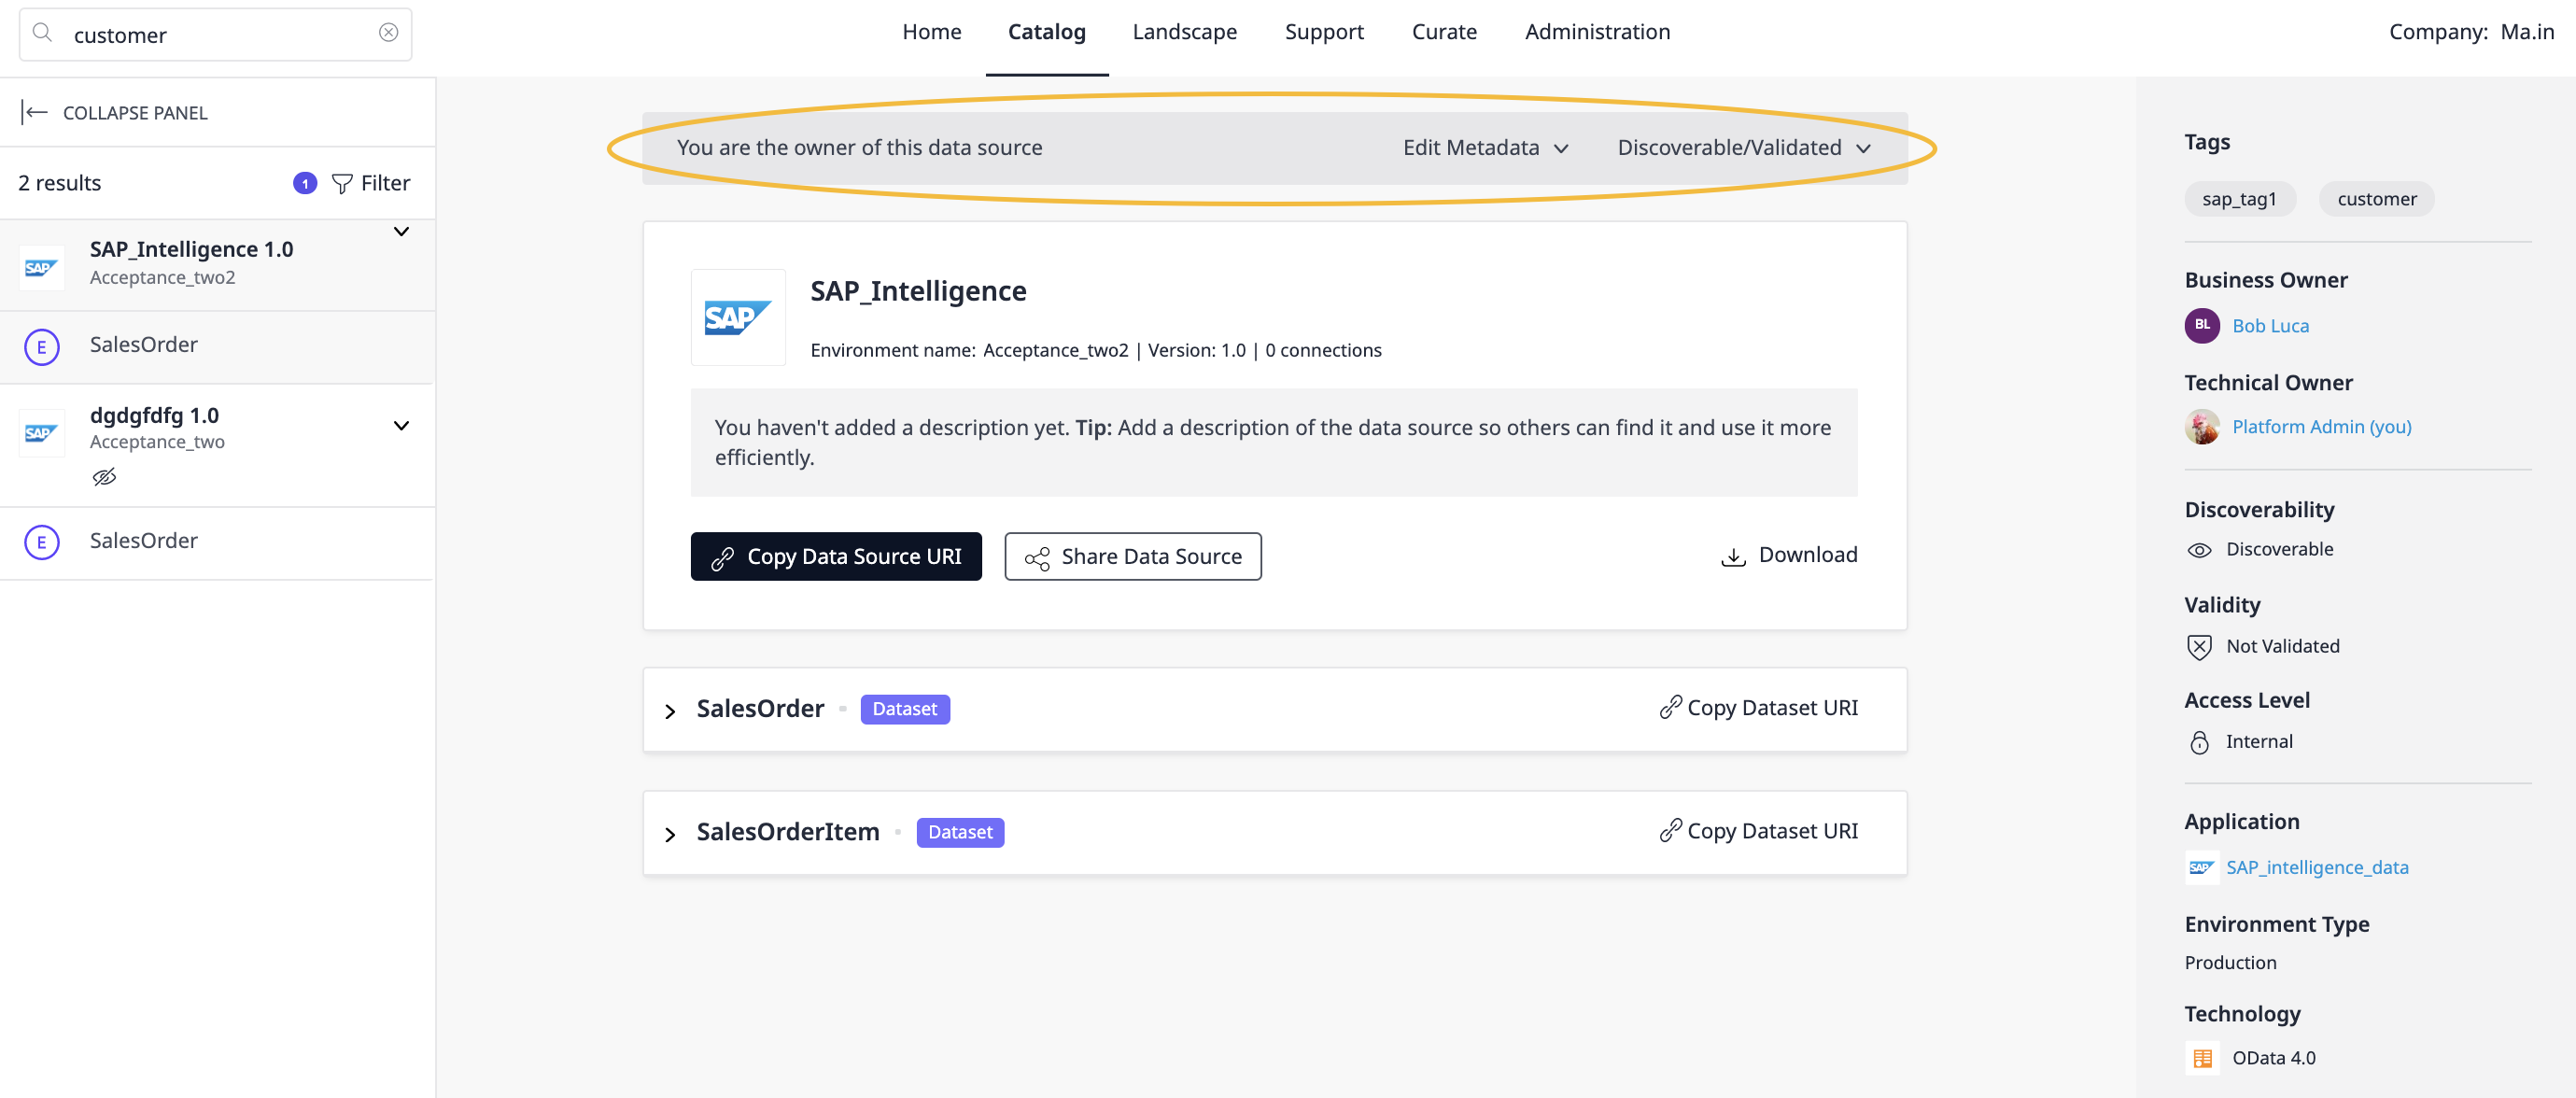 customer
Home Catalog Landscape Support Curate Administration
Company: Ma.in
COLLAPSE PANEL
2 results 1 Filter
SAP SAP_Intelligence 1.0
Acceptance_two2
E SalesOrder
SAP dgdgfdfg 1.0
Acceptance_two
E SalesOrder
You are the owner of this data source Edit Metadata Discoverable/Validated
SAP SAP_Intelligence
Environment name: Acceptance_two2 | Version: 1.0 | 0 connections
You haven't added a description yet. Tip: Add a description of the data source so others can find it and use it more
efficiently.
Copy Data Source URI Share Data Source Download
SalesOrder Dataset Copy Dataset URI
SalesOrderItem Dataset Copy Dataset URI
Tags
sap_tag1 customer
Business Owner
BL Bob Luca
Technical Owner
Platform Admin (you)
Discoverability
Discoverable
Validity
Not Validated
Access Level
Internal
Application
SAP SAP_intelligence_data
Environment Type
Production
Technology
OData 4.0